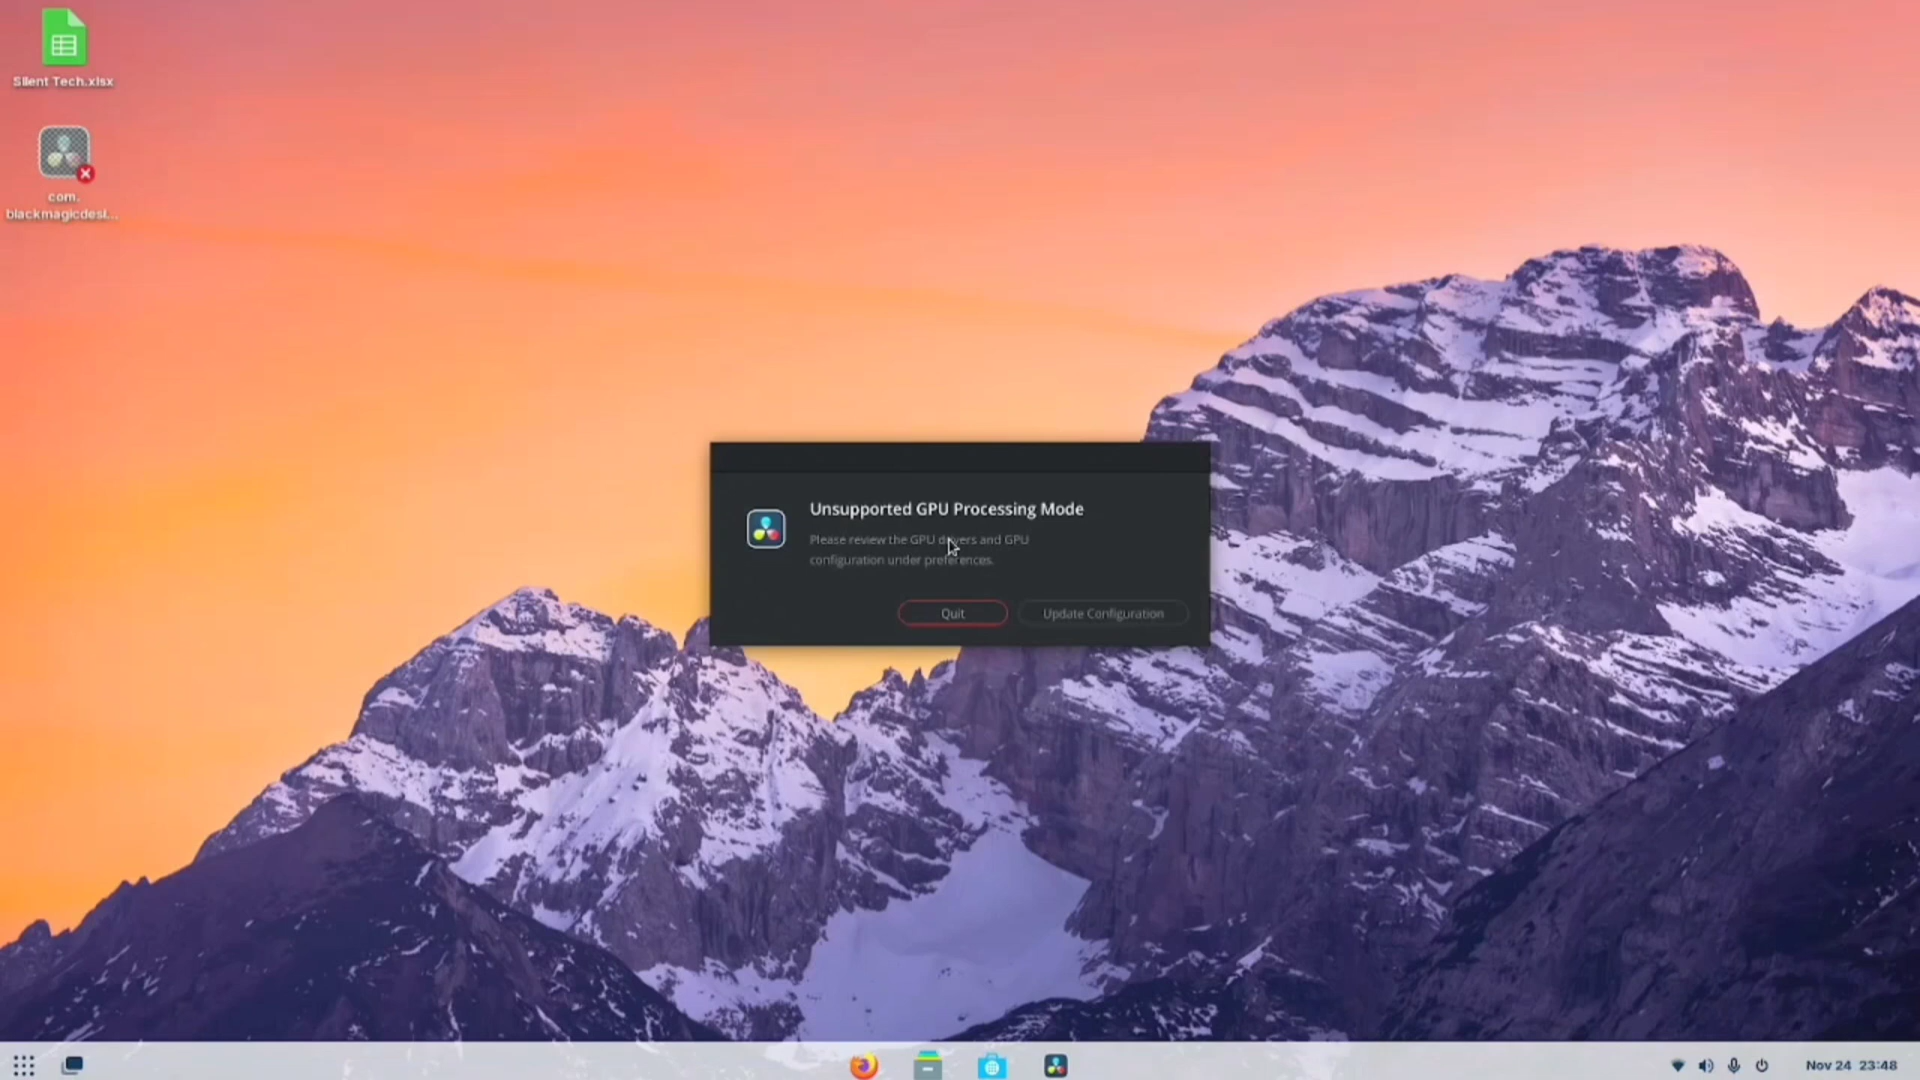 Silent Tech.xlsx
com.
blackmagicdesi...
Unsupported GPU Processing Mode
Please review the GPU drivers and GPU
configuration under preferences.
Quit
Update Configuration
Nov 24 23:48